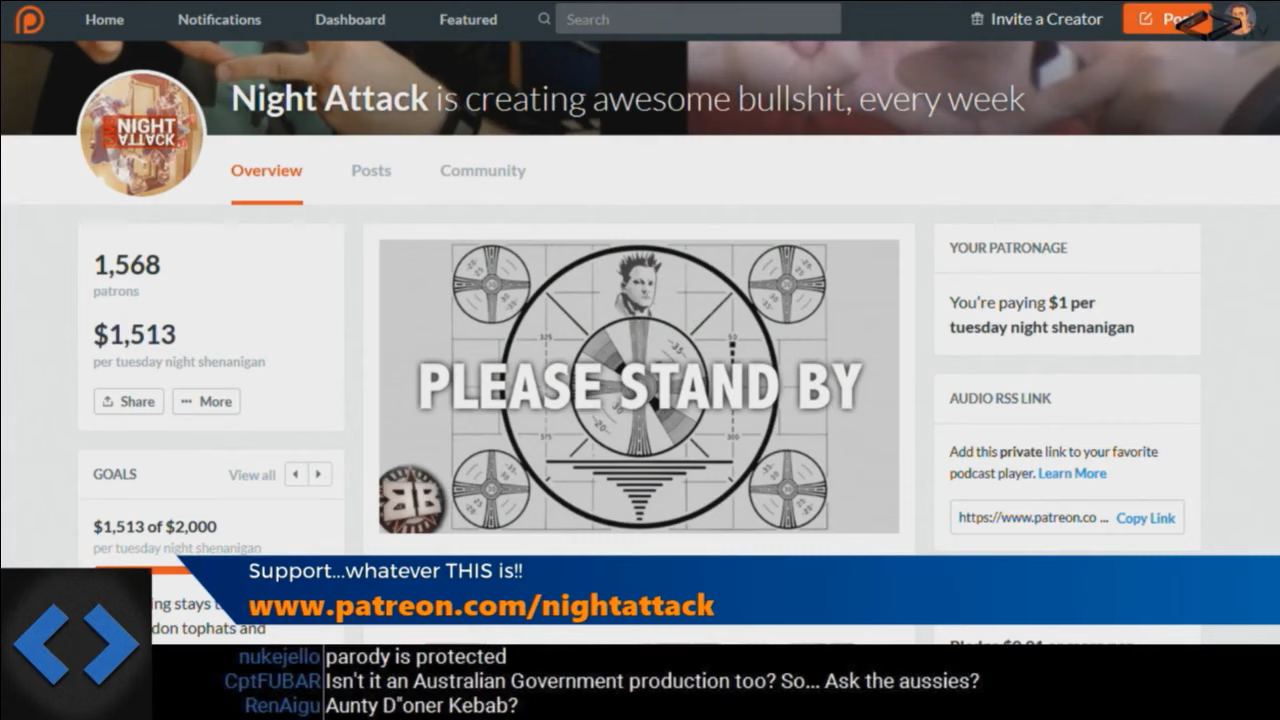 Home Notifications Dashboard Featured Search Invite a Creator
Night Attack is creating awesome bullshit, every week
NIGHT
ATTACK
Overview Posts Community
1,568
patrons
$1,513
per tuesday night shenanigan
Share ••• More
GOALS View all
$1,513 of $2,000
per tuesday night shenanigan
PLEASE STAND BY
YOUR PATRONAGE
You're paying $1 per
tuesday night shenanigan
AUDIO RSS LINK
Add this private link to your favorite
podcast player. Learn More
https://www.patreon.co ... Copy Link
Support...whatever THIS is!!
www.patreon.com/nightattack
don tophats and
nukejello parody is protected
CptFUBAR Isn't it an Australian Government production too? So... Ask the aussies?
RenAigu Aunty D"oner Kebab?